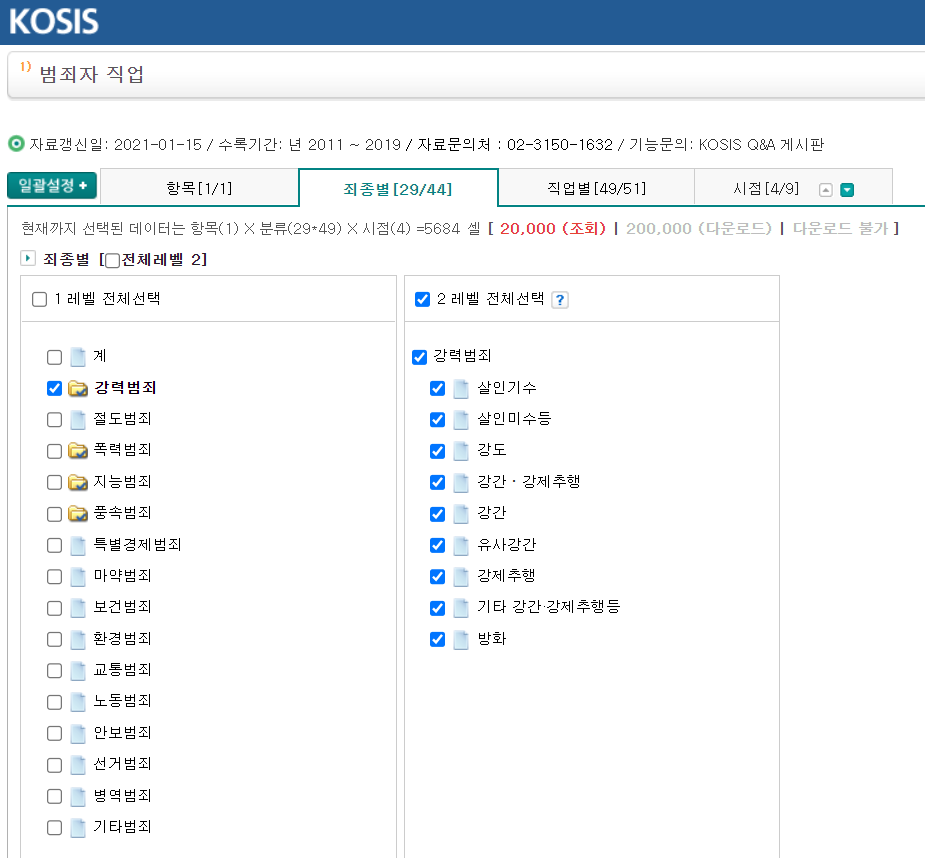 KOSIS
1) 범죄자 직업
자료갱신일: 2021-01-15 / 수록기간: 년 2011 ~ 2019 / 자료문의처 : 02-3150-1632 / 기능문의: KOSIS Q&A 게시판
일괄설정 + 항목[1/1] 죄종별[29/44] 직업별[49/51] 시점[4/9]
현재까지 선택된 데이터는 항목(1) X 분류(29*49) X 시점(4) =5684 셀 [ 20,000 (조회) | 200,000 (다운로드) | 다운로드 불가 ]
죄종별 [전체레벨 2]
1 레벨 전체선택
계
강력범죄
절도범죄
폭력범죄
지능범죄
풍속범죄
특별경제범죄
마약범죄
보건범죄
환경범죄
교통범죄
노동범죄
안보범죄
선거범죄
병역범죄
기타범죄
2 레벨 전체선택 ?
강력범죄
살인기수
살인미수등
강도
강간 · 강제추행
강간
유사강간
강제추행
기타 강간·강제추행등
방화